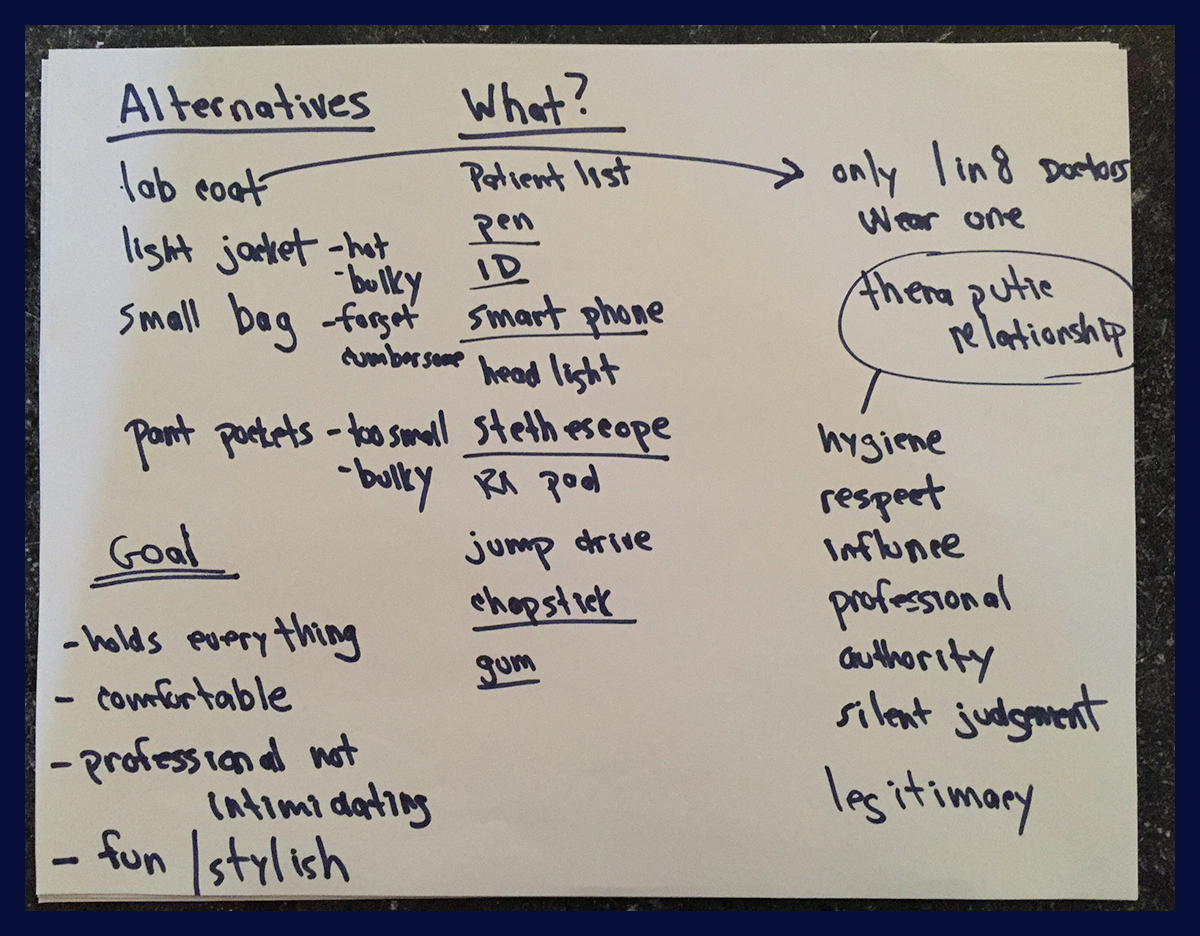 Alternatives
lab coat
light jacket - hot
- bulky
small bag - forget
cumbersome
pant pockets - too small
- bulky
Goal
- holds everything
- comfortable
- professional not
intimidating
- fun / stylish
What?
Patient list
pen
ID
smart phone
head light
stethescope
Rx pad
jump drive
chapstick
gum
only 1 in 8 Doctors
Wear one
theraputic
relationship
hygiene
respect
influnce
professional
authority
silent judgement
legitimacy